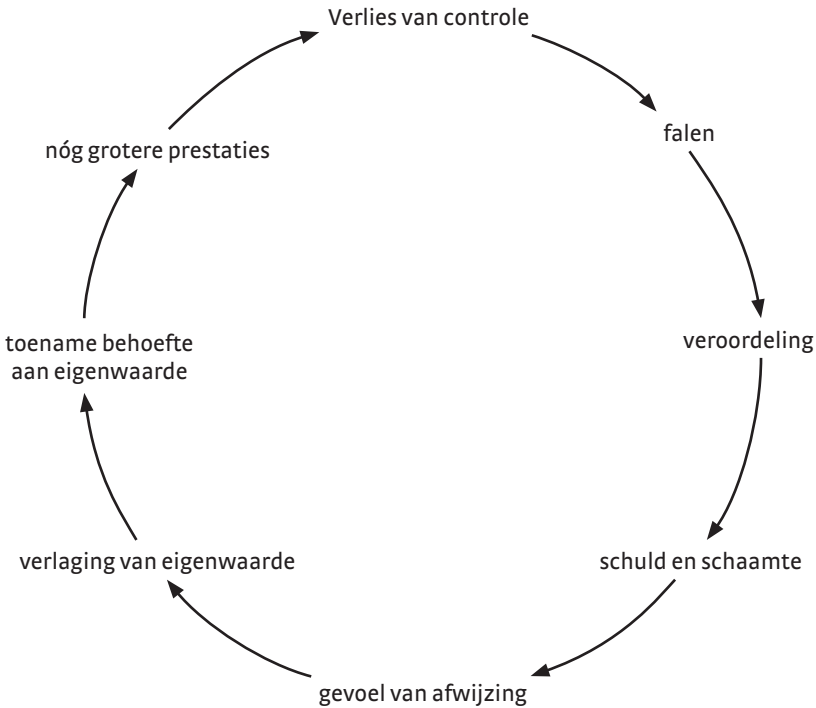 Verlies van controle
falen
veroordeling
schuld en schaamte
gevoel van afwijzing
verlaging van eigenwaarde
toename behoefte
aan eigenwaarde
nóg grotere prestaties